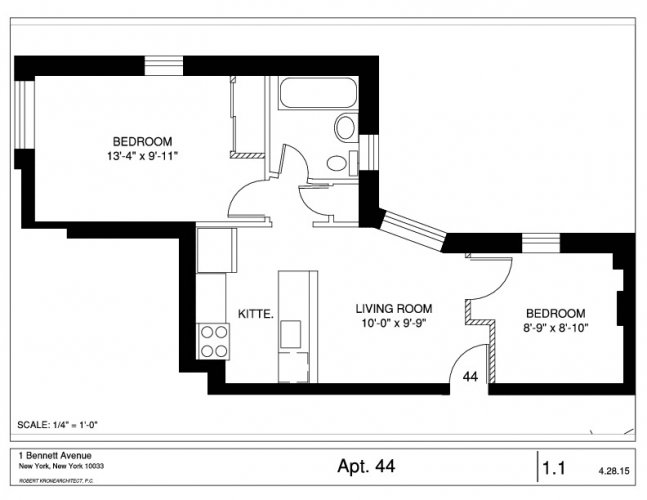 BEDROOM
13'-4" x 9'-11"
KITTE.
LIVING ROOM
10'-0" x 9'-9"
BEDROOM
8'-9" x 8'-10"
44
SCALE: 1/4" = 1'-0"
1 Bennett Avenue
New York, New York 10033
ROBERT KRONEARCHITECT, P.C.
Apt. 44
1.1
4.28.15